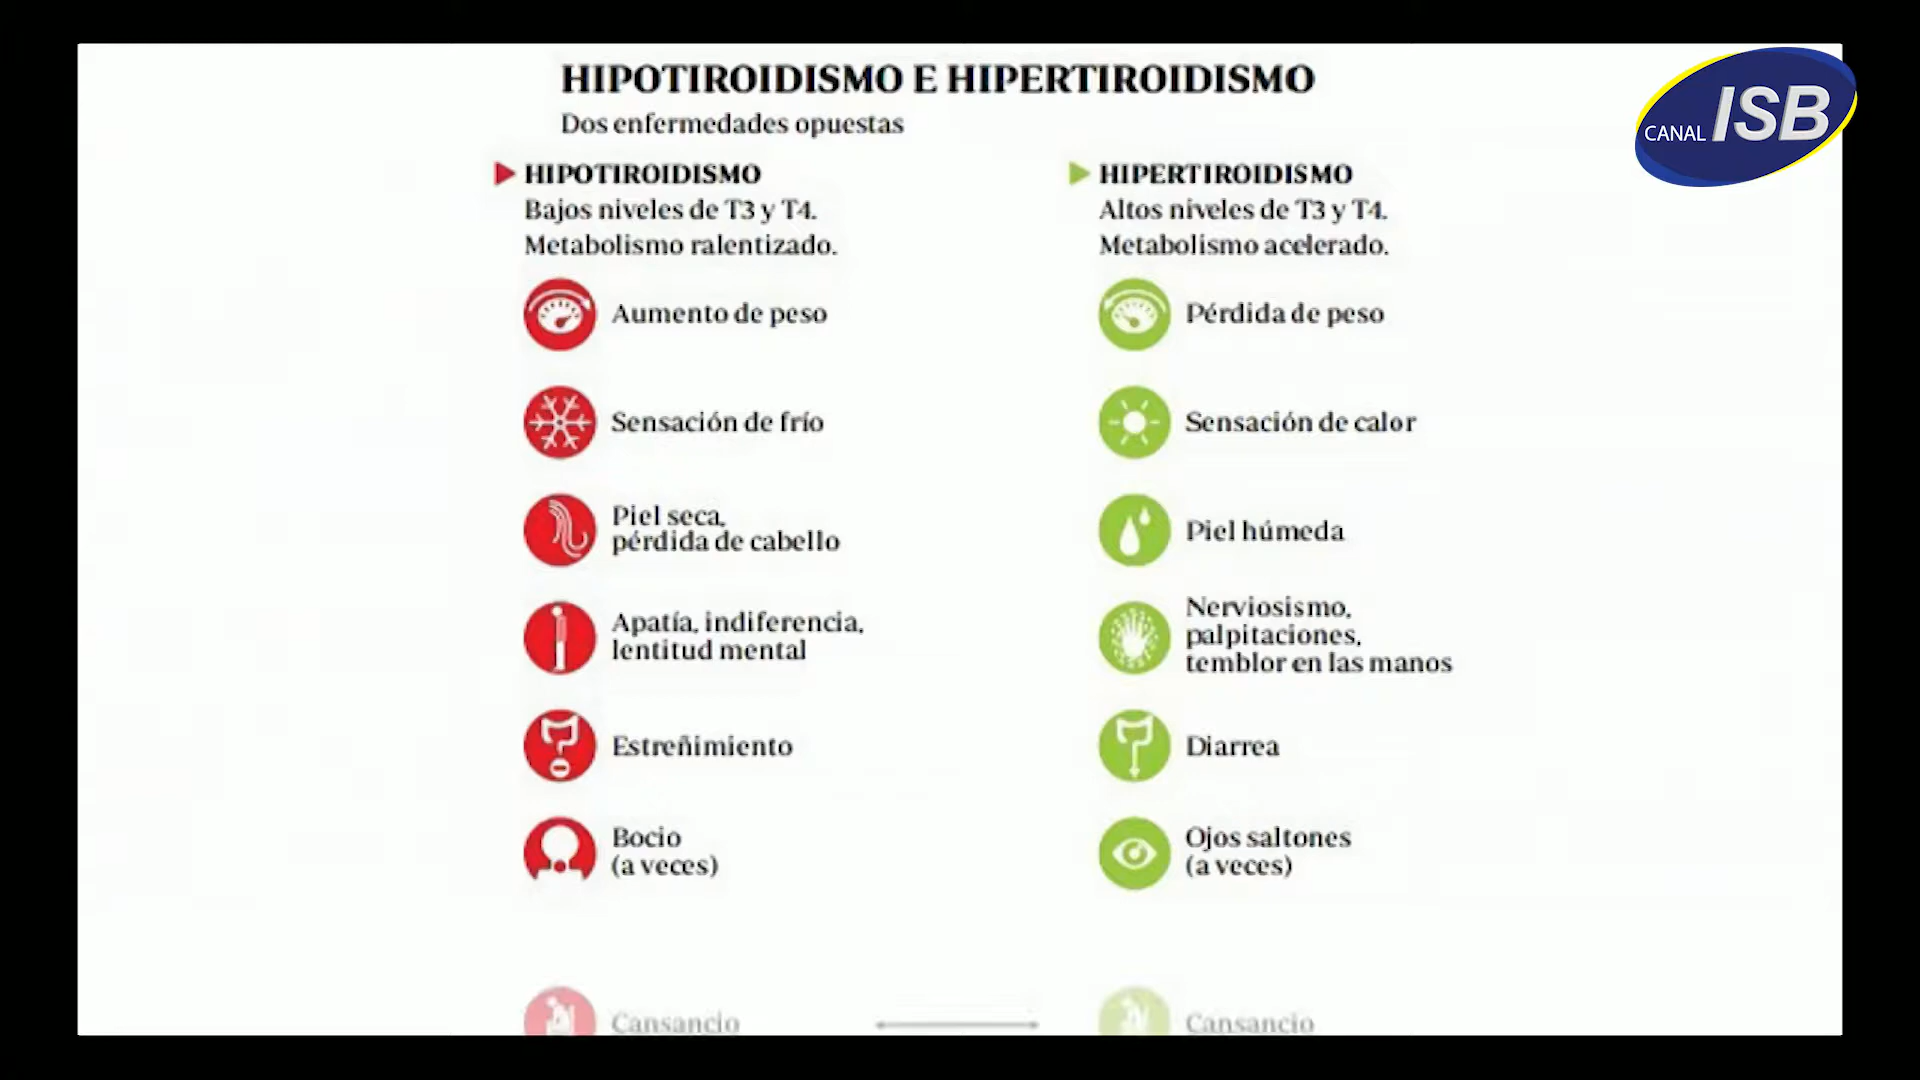 HIPOTIROIDISMO E HIPERTIROIDISMO
Dos enfermedades opuestas
CANAL ISB
HIPOTIROIDISMO
Bajos niveles de T3 y T4.
Metabolismo ralentizado.
Aumento de peso
Sensación de frío
Piel seca,
pérdida de cabello
Apatía, indiferencia,
lentitud mental
Estreñimiento
Bocio
(a veces)
Cansancio
HIPERTIROIDISMO
Altos niveles de T3 y T4.
Metabolismo acelerado.
Pérdida de peso
Sensación de calor
Piel húmeda
Nerviosismo,
palpitaciones,
temblor en las manos
Diarrea
Ojos saltones
(a veces)
Cansancio